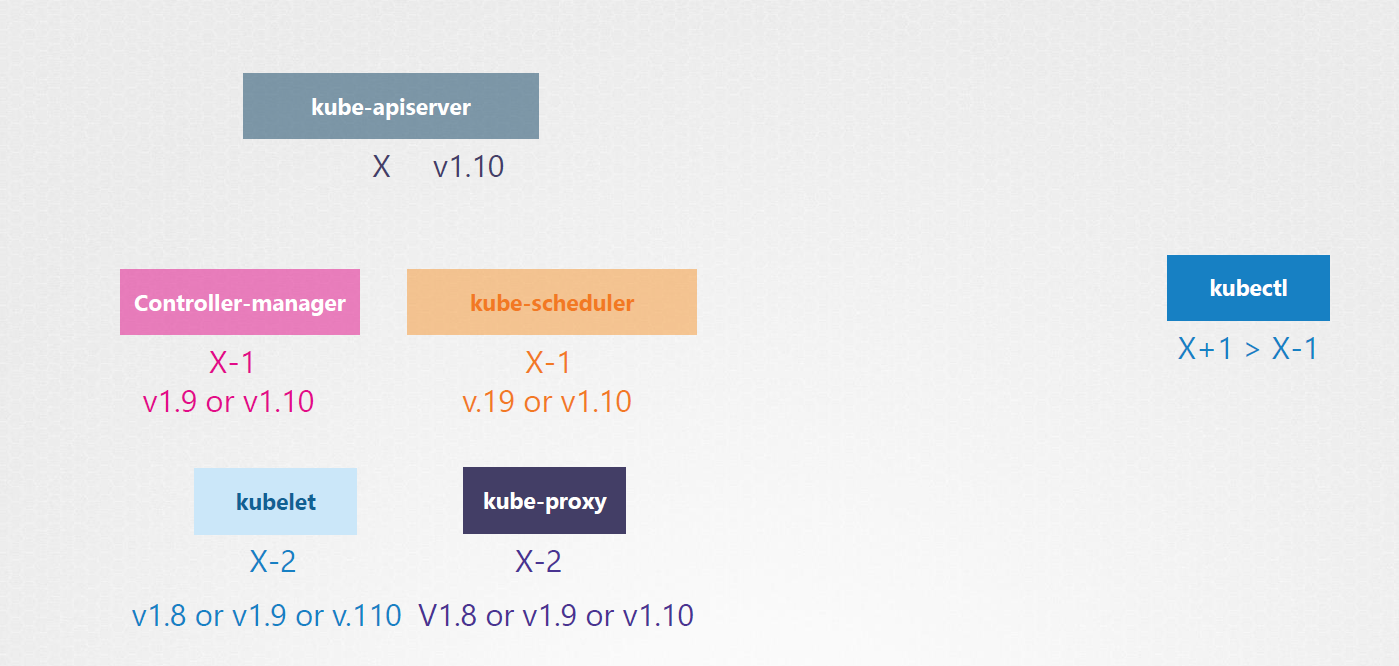 kube-apiserver
X v1.10
Controller-manager
X-1
v1.9 or v1.10
kube-scheduler
X-1
v.19 or v1.10
kubectl
X+1 > X-1
kubelet
X-2
v1.8 or v1.9 or v.110
kube-proxy
X-2
V1.8 or v1.9 or v1.10